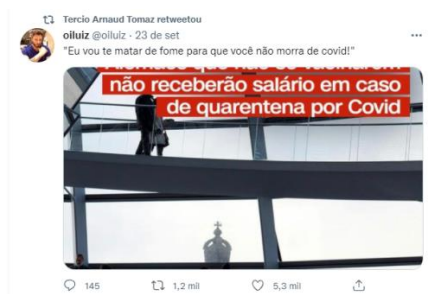 Tercio Arnaud Tomaz retweetou
oiluiz @oiluiz · 23 de set
"Eu vou te matar de fome para que você não morra de covid!"
não receberão salário em caso
de quarentena por Covid
145 1,2 mil 5,3 mil